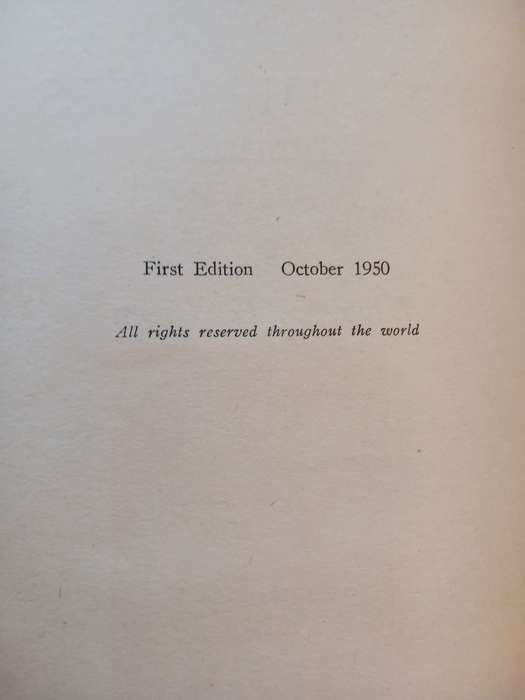 First Edition October 1950
All rights reserved throughout the world